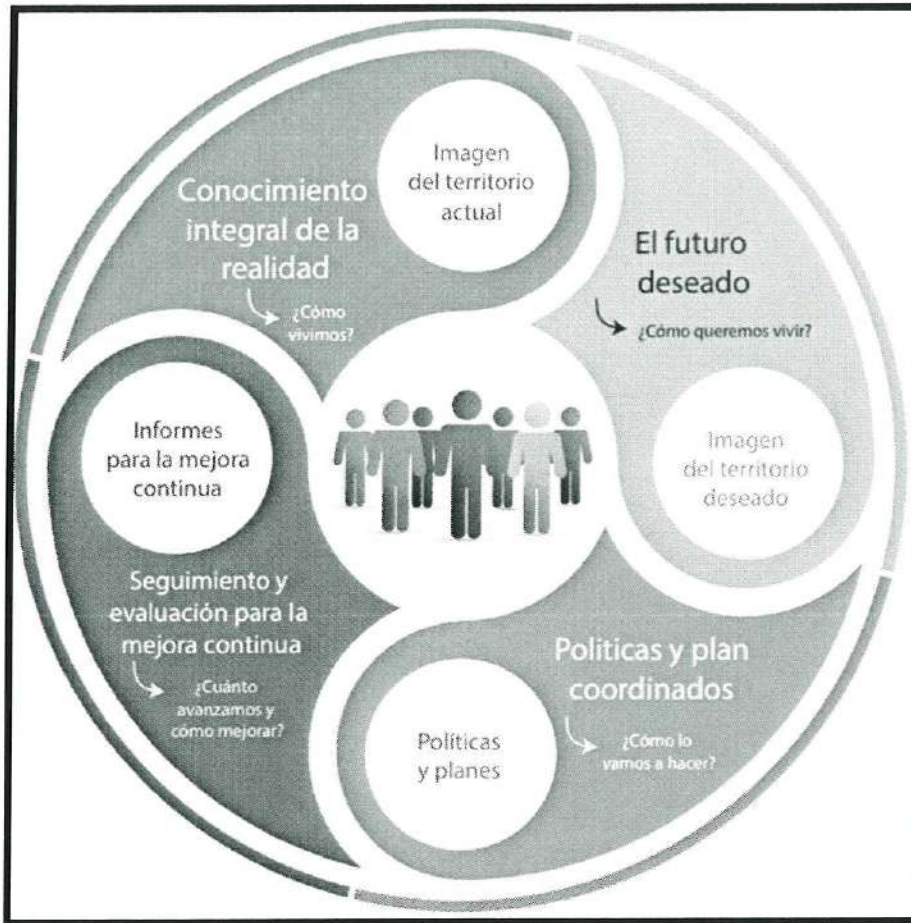 Imagen
del territorio
actual
Conocimiento
integral de la
realidad
¿Cómo
vivimos?
El futuro
deseado
¿Cómo queremos vivir?
Imagen
del territorio
deseado
Políticas y plan
coordinados
¿Cómo lo
vamos a hacer?
Políticas
y planes
Informes
para la mejora
continua
Seguimiento y
evaluación para la
mejora continua
¿Cuánto
avanzamos y
cómo mejorar?